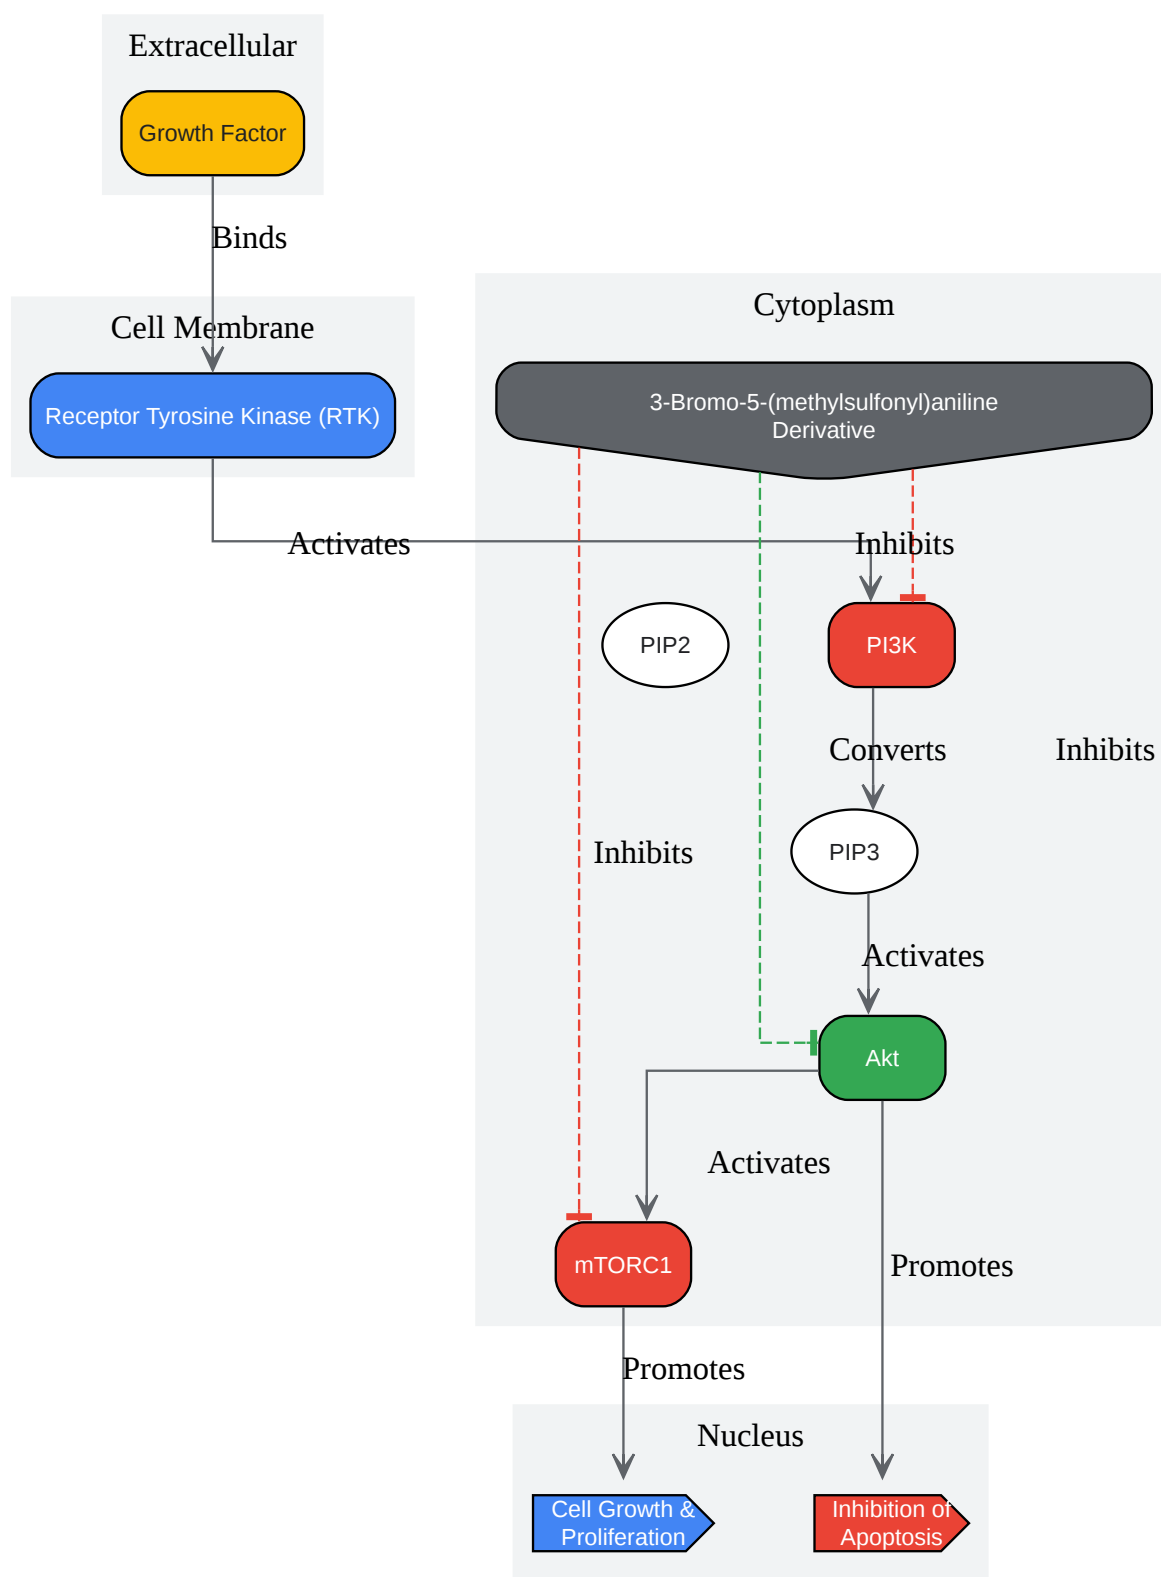 Extracellular
Growth Factor
Binds
Cell Membrane
Receptor Tyrosine Kinase (RTK)
Cytoplasm
3-Bromo-5-(methylsulfonyl)aniline
Derivative
Activates
Inhibits
PIP2
PI3K
Converts
Inhibits
Inhibits
PIP3
Activates
Akt
Activates
mTORC1
Promotes
Promotes
Nucleus
Cell Growth &
Proliferation
Inhibition of
Apoptosis